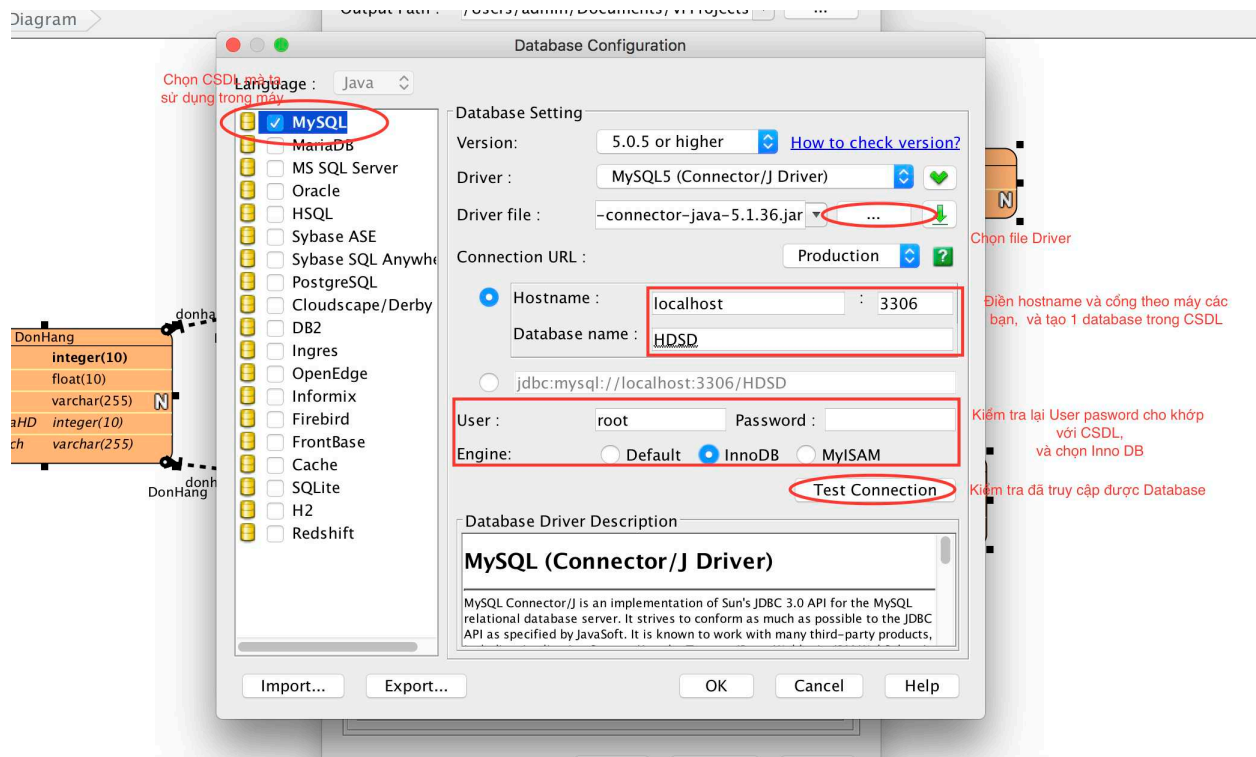 Diagram
Output Path : /Users/admin/Documents/VPProjects ...
Database Configuration
Chọn CSDL mà ta
sử dụng trong máy
Language : Java
MySQL
MariaDB
MS SQL Server
Oracle
HSQL
Sybase ASE
Sybase SQL Anywhe
PostgreSQL
Cloudscape/Derby
DB2
Ingres
OpenEdge
Informix
Firebird
FrontBase
Cache
SQLite
H2
Redshift
Database Setting
Version: 5.0.5 or higher How to check version?
Driver : MySQL5 (Connector/J Driver)
Driver file : -connector-java-5.1.36.jar ...
Chọn file Driver
Connection URL : Production ?
Hostname : localhost : 3306
Database name : HDSD
Điền hostname và cổng theo máy các
bạn, và tạo 1 database trong CSDL
jdbc:mysql://localhost:3306/HDSD
User : root Password :
Engine: Default InnoDB MyISAM
Kiểm tra lại User pasword cho khớp
với CSDL,
và chọn Inno DB
Test Connection
Kiểm tra đã truy cập được Database
Database Driver Description
MySQL (Connector/J Driver)
MySQL Connector/J is an implementation of Sun's JDBC 3.0 API for the MySQL
relational database server. It strives to conform as much as possible to the JDBC
API as specified by JavaSoft. It is known to work with many third-party products,
Import... Export... OK Cancel Help
donha
DonHang
integer(10)
float(10)
varchar(255) N
aHD integer(10)
ch varchar(255)
donh
DonHang
N